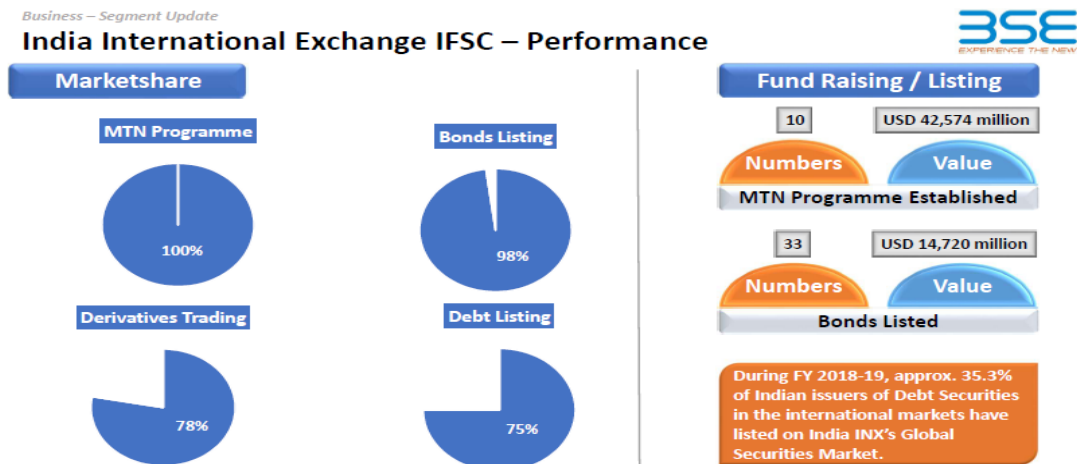 Business – Segment Update
India International Exchange IFSC – Performance
BSE
EXPERIENCE THE NEW
Marketshare
MTN Programme
100%
Bonds Listing
98%
Derivatives Trading
78%
Debt Listing
75%
Fund Raising / Listing
10
USD 42,574 million
Numbers
Value
MTN Programme Established
33
USD 14,720 million
Numbers
Value
Bonds Listed
During FY 2018-19, approx. 35.3%
of Indian issuers of Debt Securities
in the international markets have
listed on India INX's Global
Securities Market.